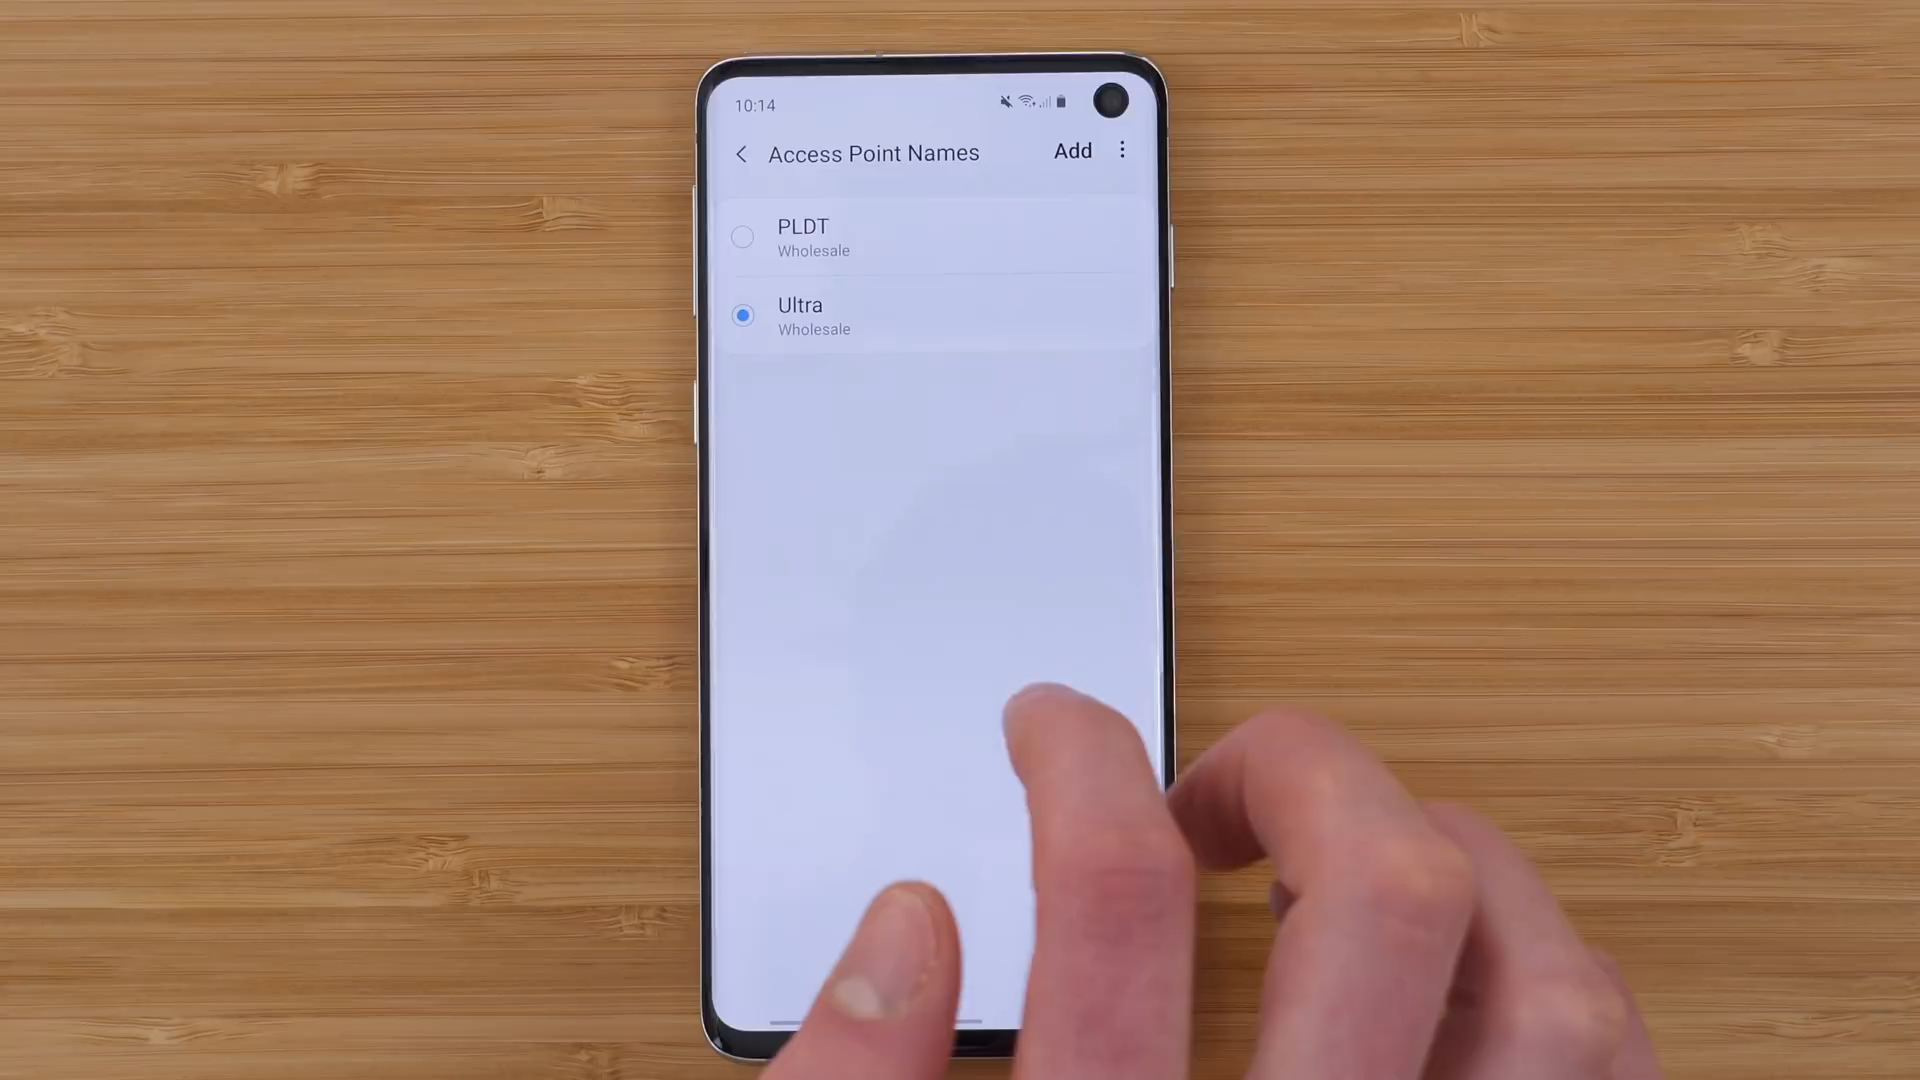 10:14
Access Point Names
Add
PLDT
Wholesale
Ultra
Wholesale